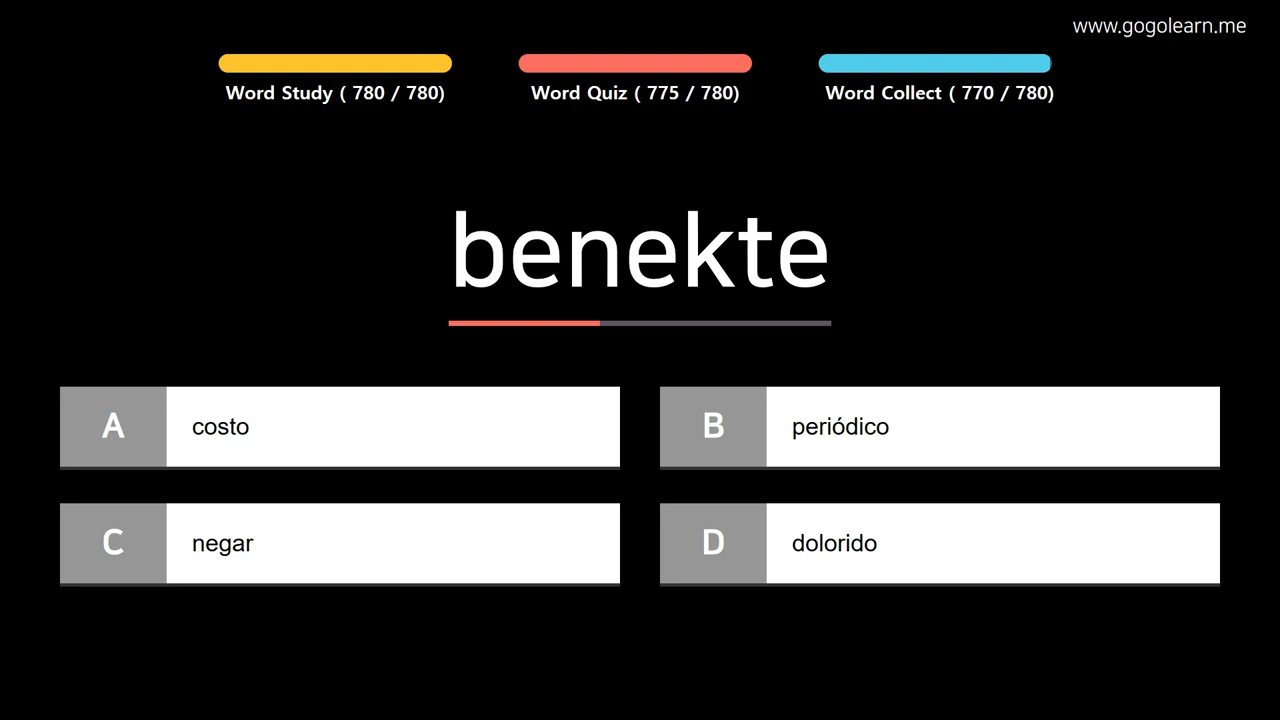 www.gogolearn.me
Word Study ( 780 / 780)
Word Quiz ( 775 / 780)
Word Collect ( 770 / 780)
benekte
A costo
B periódico
C negar
D dolorido